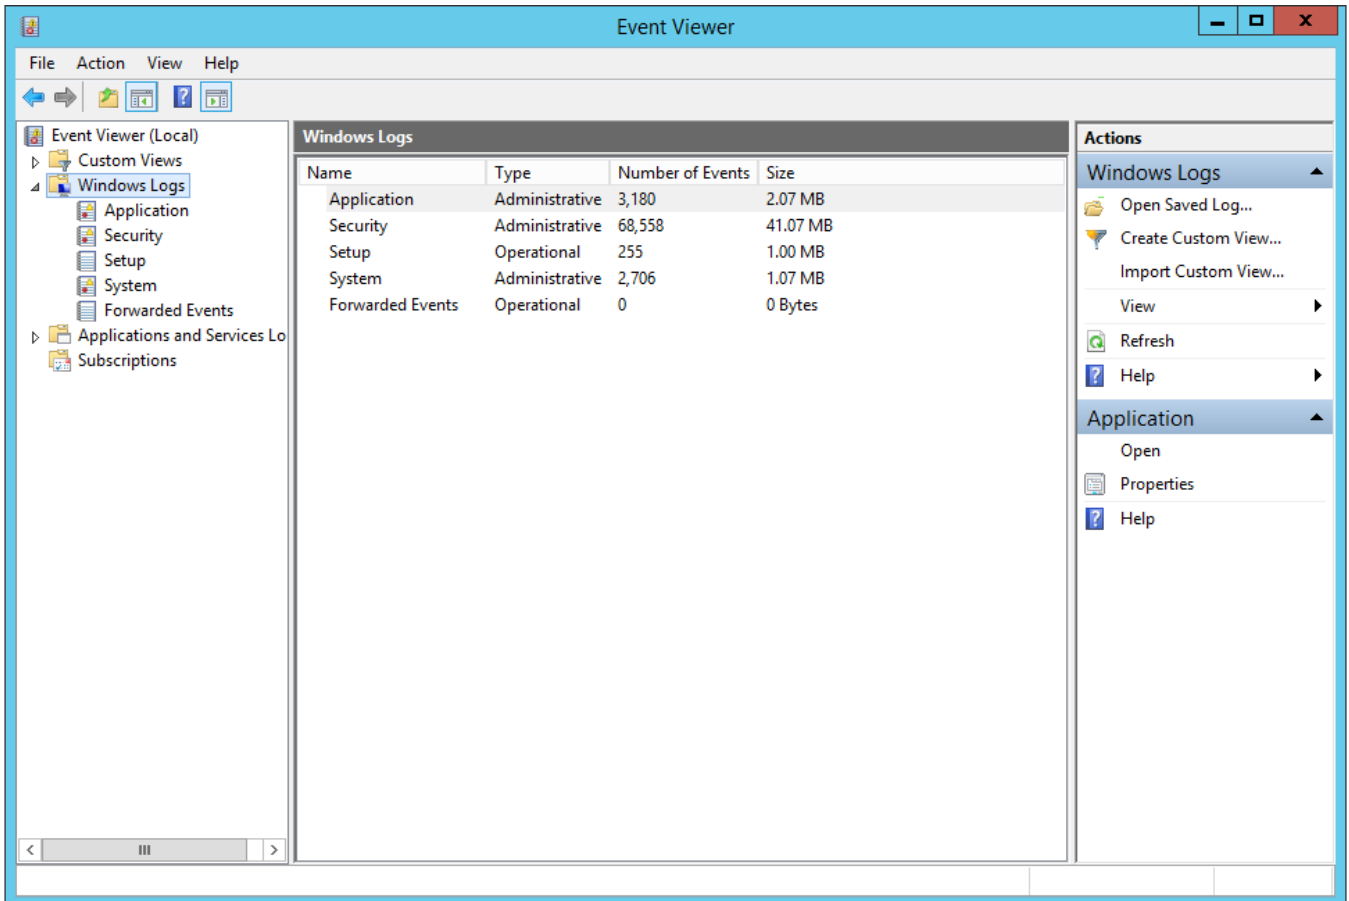 Event Viewer
File Action View Help
Event Viewer (Local)
Custom Views
Windows Logs
Application
Security
Setup
System
Forwarded Events
Applications and Services Lo
Subscriptions
Windows Logs
Name Type Number of Events Size
Application Administrative 3,180 2.07 MB
Security Administrative 68,558 41.07 MB
Setup Operational 255 1.00 MB
System Administrative 2,706 1.07 MB
Forwarded Events Operational 0 0 Bytes
Actions
Windows Logs
Open Saved Log...
Create Custom View...
Import Custom View...
View
Refresh
Help
Application
Open
Properties
Help